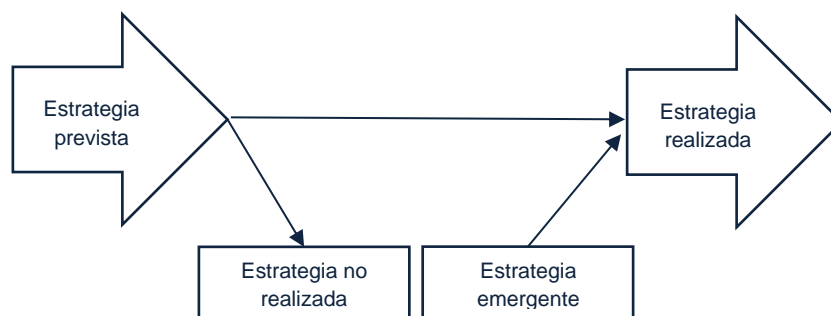 Estrategia
prevista
Estrategia
realizada
Estrategia no
realizada
Estrategia
emergente